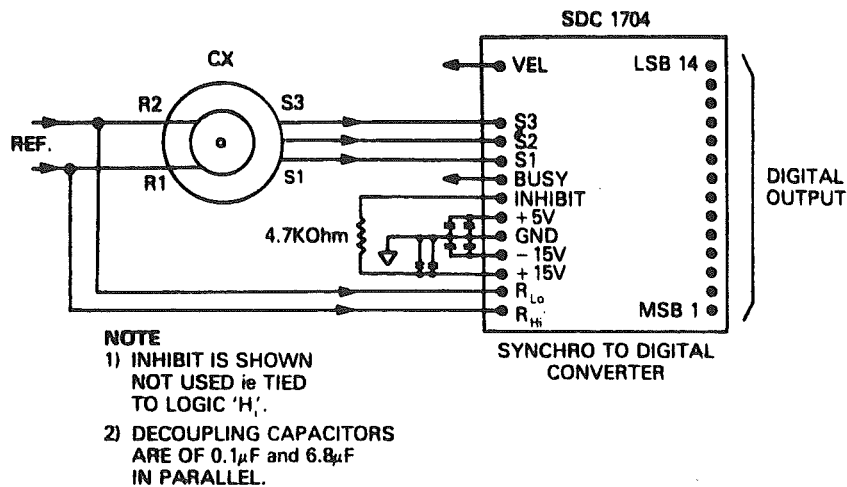 SDC 1704
CX
VEL
LSB 14
R2
S3
S3
REF.
S2
S1
R1
S1
BUSY
DIGITAL
OUTPUT
INHIBIT
+5V
4.7KOhm
GND
- 15V
+ 15V
R Lo
R Hi
MSB 1
NOTE
1) INHIBIT IS SHOWN
NOT USED ie TIED
TO LOGIC 'H'.
2) DECOUPLING CAPACITORS
ARE OF 0.1μF and 6.8μF
IN PARALLEL.
SYNCHRO TO DIGITAL
CONVERTER